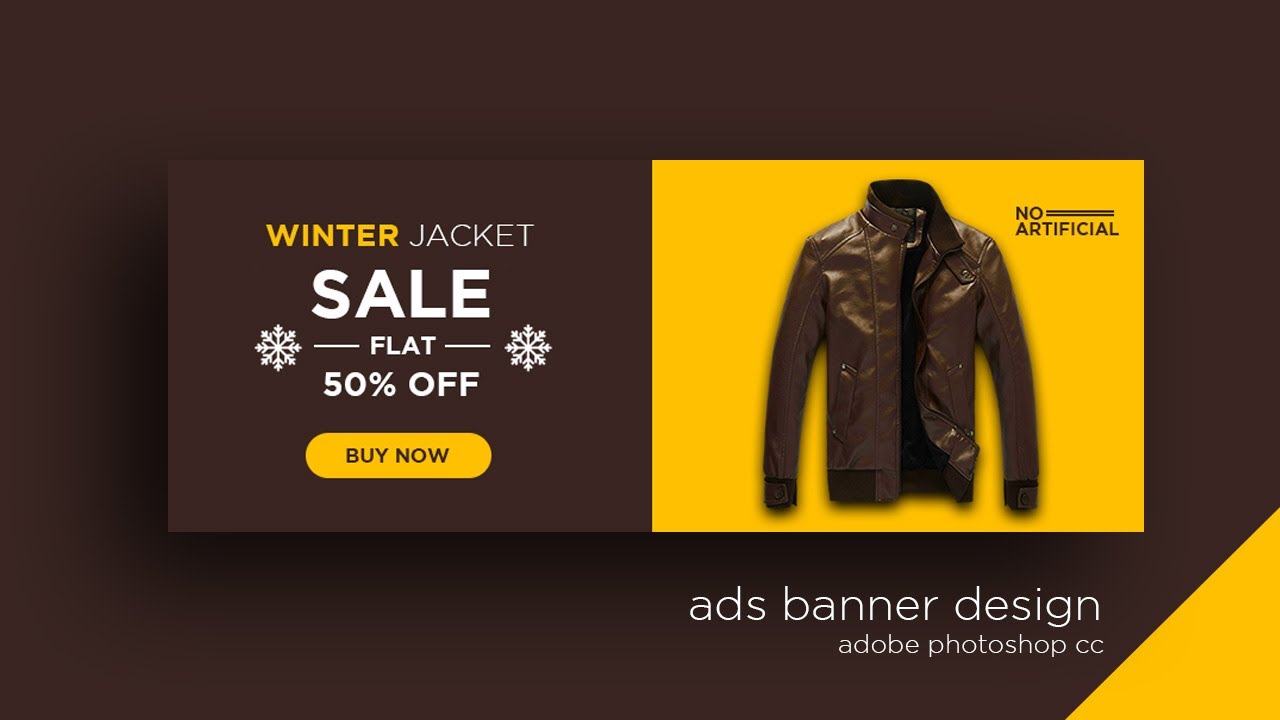 WINTER JACKET
SALE
FLAT
50% OFF
BUY NOW
NO
ARTIFICIAL
ads banner design
adobe photoshop cc